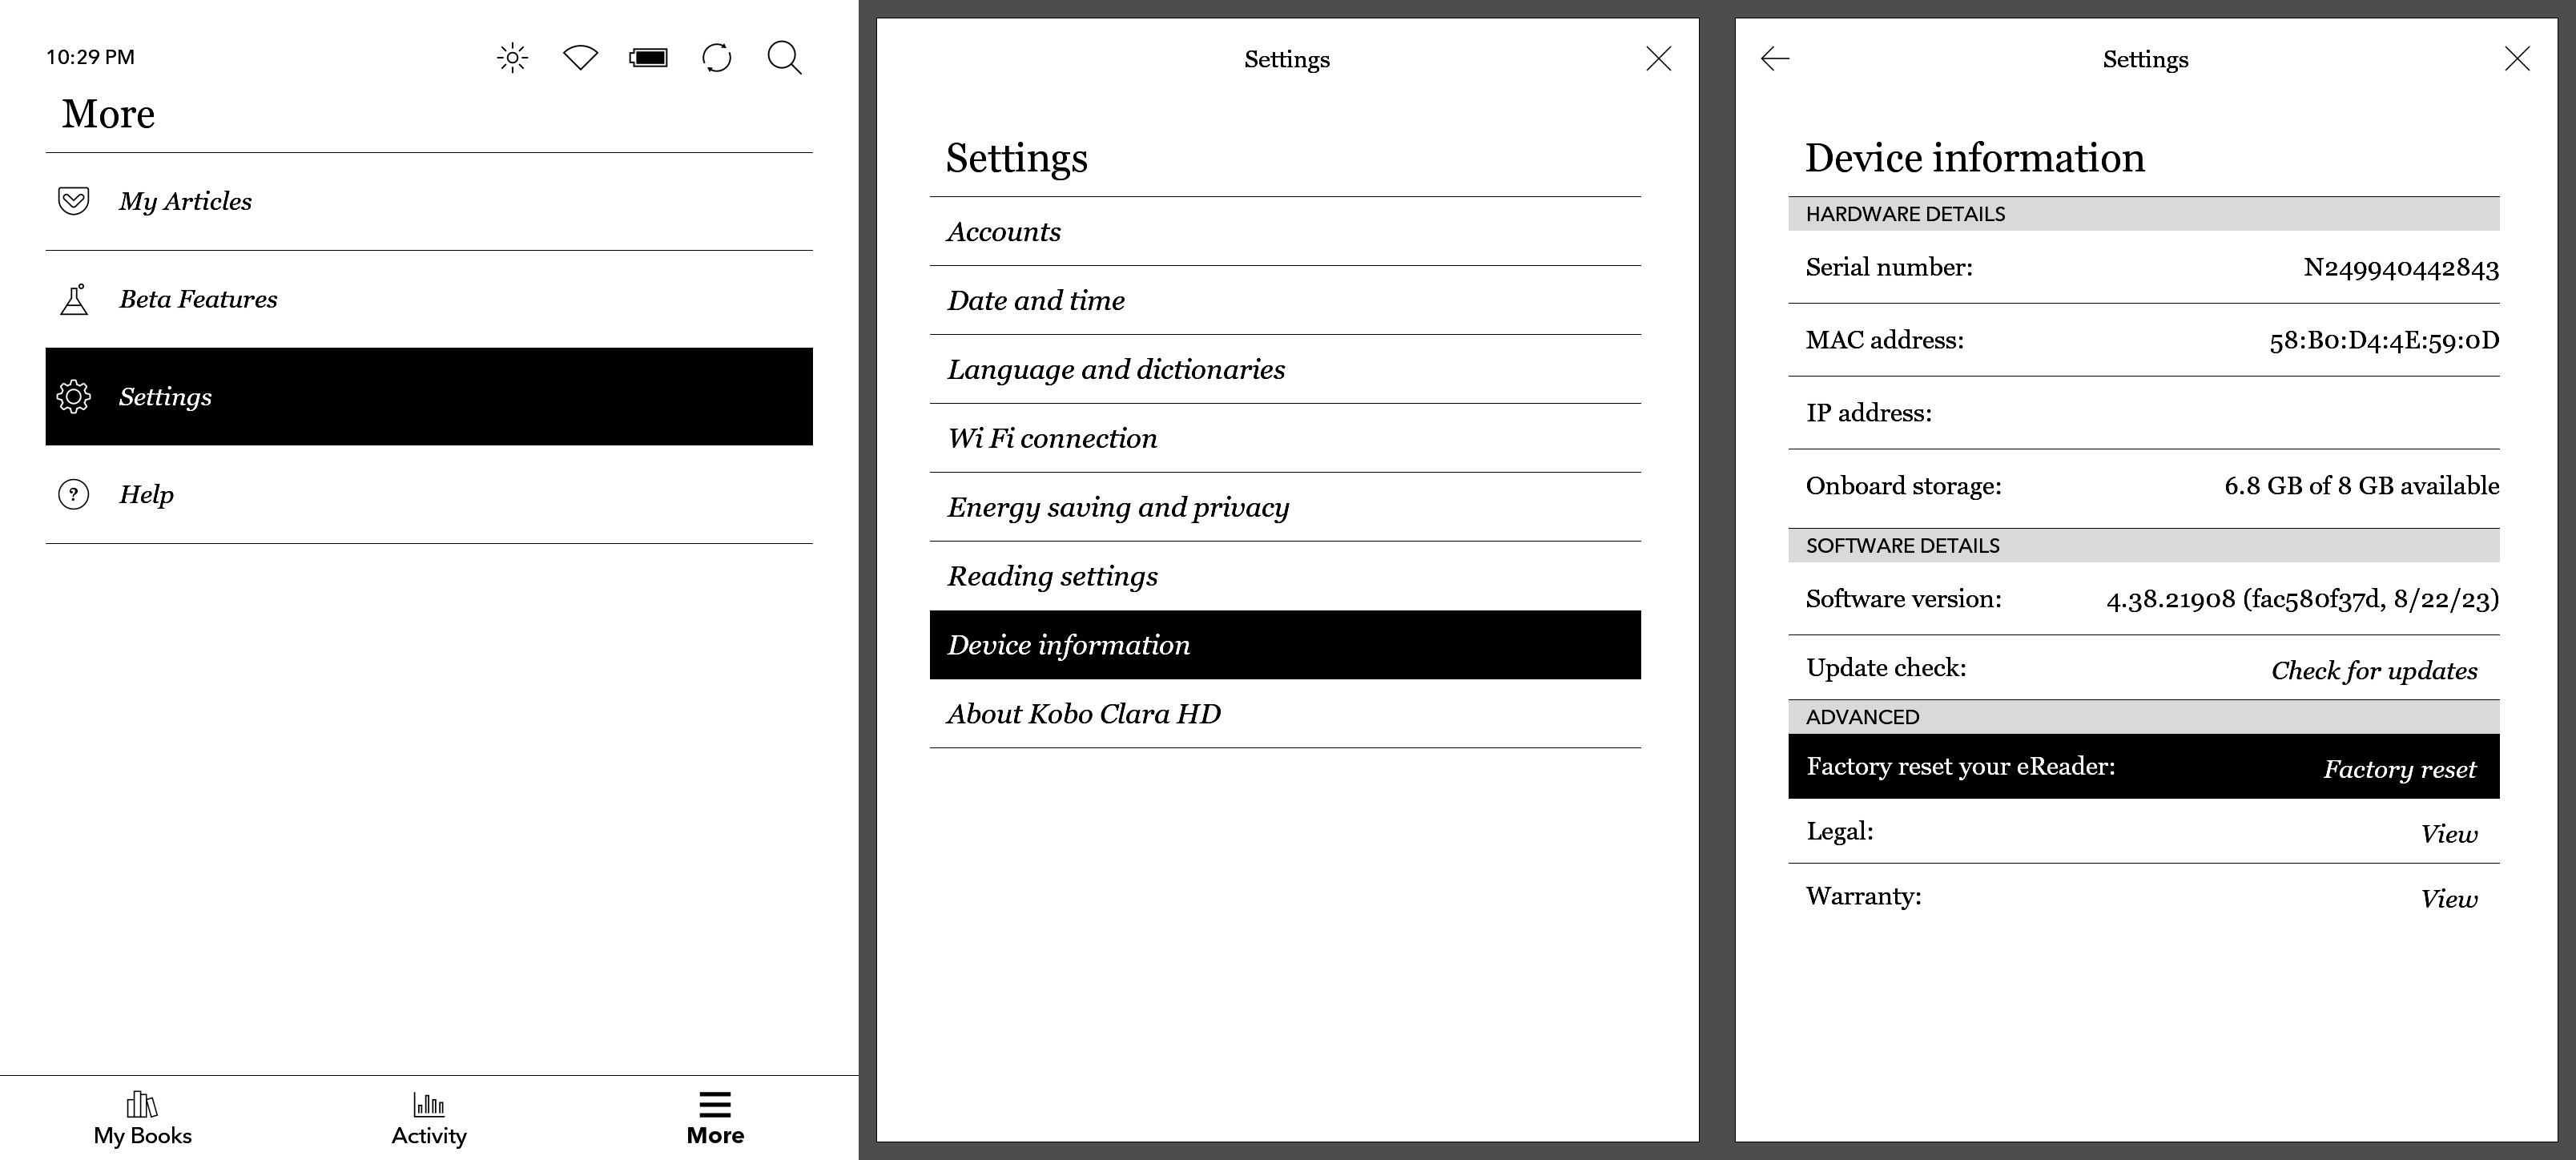 10:29 PM
More
My Articles
Beta Features
Settings
? Help
My Books Activity More
Settings
Settings
Accounts
Date and time
Language and dictionaries
Wi Fi connection
Energy saving and privacy
Reading settings
Device information
About Kobo Clara HD
Settings
Device information
HARDWARE DETAILS
Serial number: N249940442843
MAC address: 58:B0:D4:4E:59:0D
IP address:
Onboard storage: 6.8 GB of 8 GB available
SOFTWARE DETAILS
Software version: 4.38.21908 (fac580f37d, 8/22/23)
Update check: Check for updates
ADVANCED
Factory reset your eReader: Factory reset
Legal: View
Warranty: View